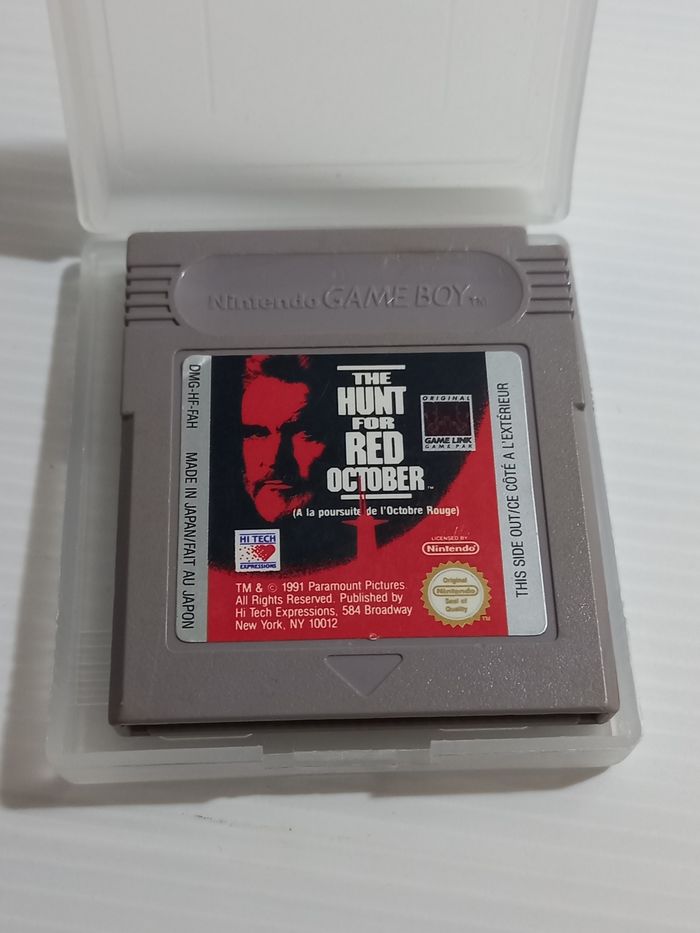 Nintendo GAME BOY TM
DMG-HF-FAH MADE IN JAPAN/FAIT AU JAPON
THE
HUNT
FOR
RED
OCTOBER TM
(A la poursuite de l'Octobre Rouge)
ORIGINAL
GAME LINK
GAME PAK
HI TECH
EXPRESSIONS
LICENSED BY
Nintendo
TM & © 1991 Paramount Pictures
All Rights Reserved. Published by
Hi Tech Expressions, 584 Broadway
New York, NY 10012
Original
Nintendo
Seal of
Quality
TM
THIS SIDE OUT/CE CÔTÉ A L'EXTÉRIEUR